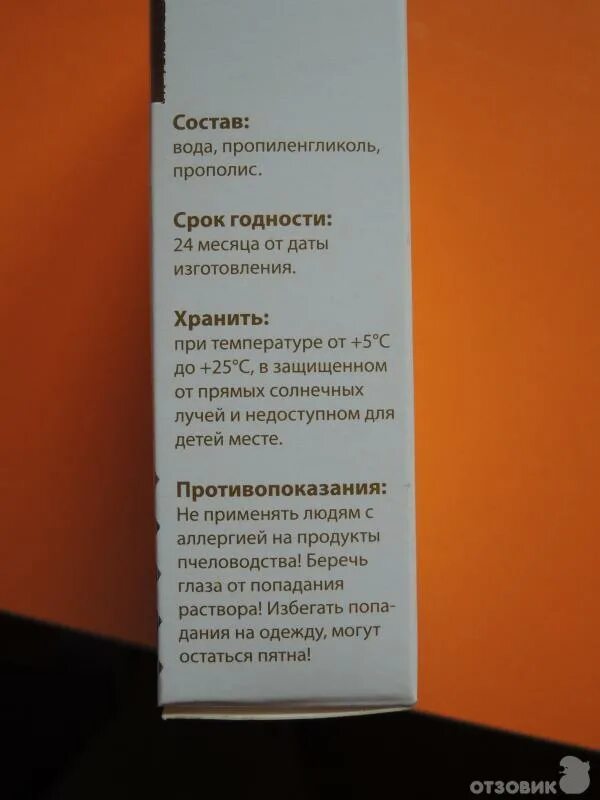 Состав:
вода, пропиленгликоль,
прополис.
Срок годности:
24 месяца от даты
изготовления.
Хранить:
при температуре от +5°С
до +25°С, в защищенном
от прямых солнечных
лучей и недоступном для
детей месте.
Противопоказания:
Не применять людям с
аллергией на продукты
пчеловодства! Беречь
глаза от попадания
раствора! Избегать попа-
дания на одежду, могут
остаться пятна!
ОТЗОВИК